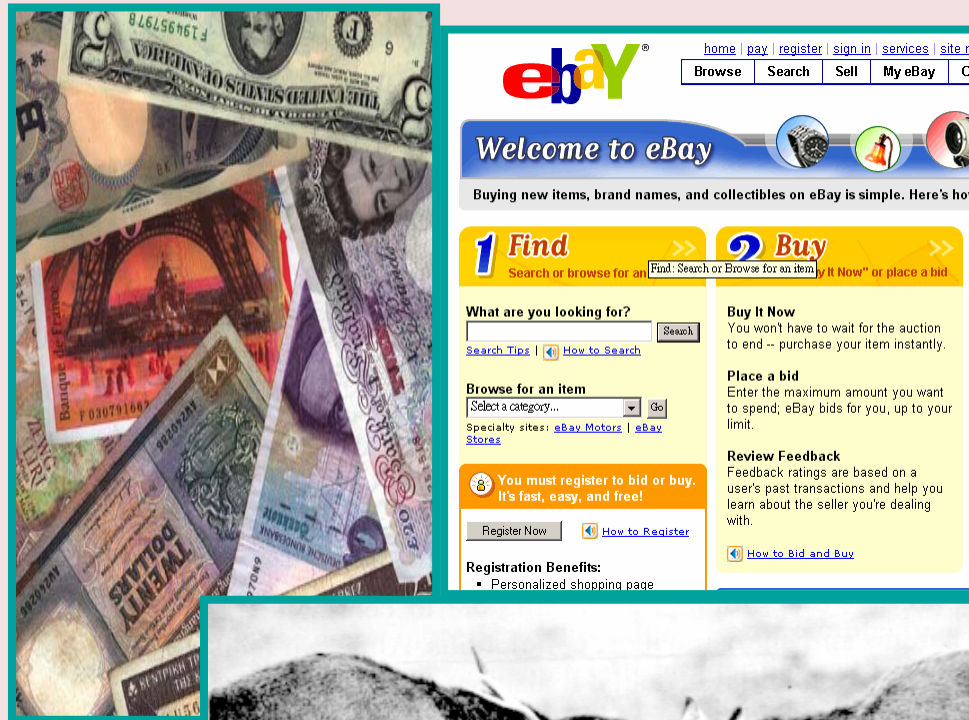 F19495797B
9
THE UNITED STATES OF AMERICA
5
Banque de France
F 030791667
£20
TWENTY
DOLLARS
ebaY®
home | pay | register | sign in | services | site
Browse Search Sell My eBay
Welcome to eBay
Buying new items, brand names, and collectibles on eBay is simple. Here's
1 Find
Search or browse for an
Find: Search or Browse for an item
What are you looking for?
Search
Search Tips | How to Search
Browse for an item
Select a category... Go
Specialty sites: eBay Motors | eBay
Stores
You must register to bid or buy.
It's fast, easy, and free!
Register Now How to Register
Registration Benefits:
▪ Personalized shopping page
2 Buy
It Now" or place a bid
Buy It Now
You won't have to wait for the auction
to end -- purchase your item instantly.
Place a bid
Enter the maximum amount you want
to spend; eBay bids for you, up to your
limit.
Review Feedback
Feedback ratings are based on a
user's past transactions and help you
learn about the seller you're dealing
with.
How to Bid and Buy